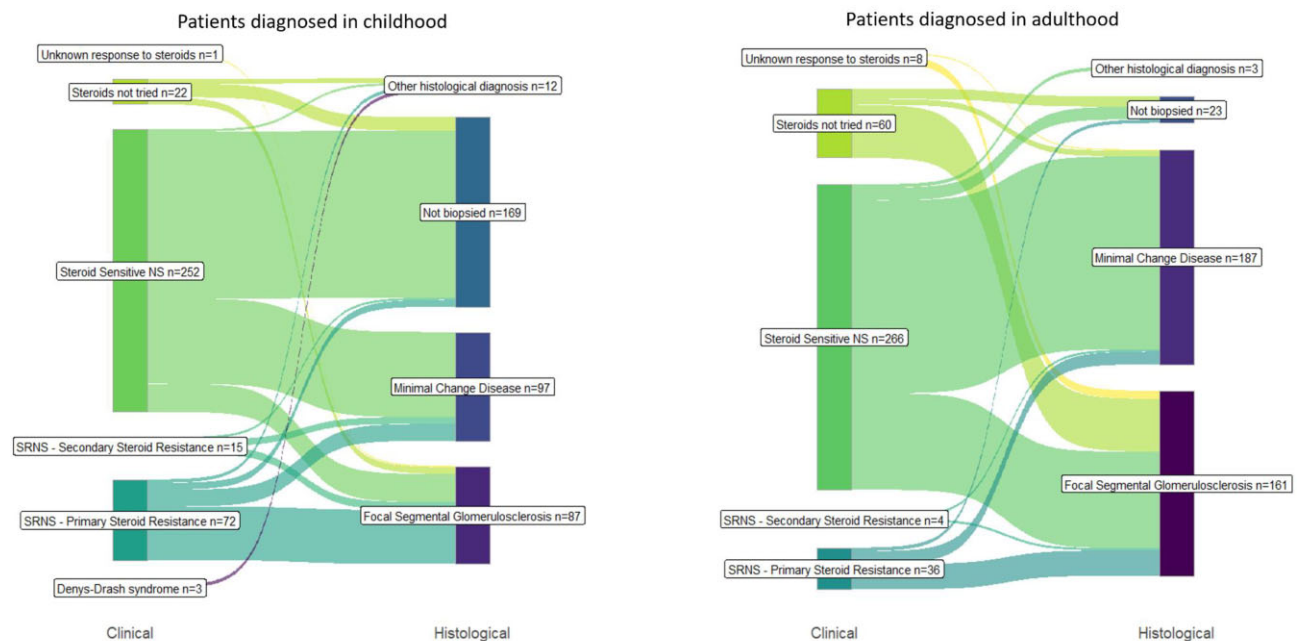 Patients diagnosed in childhood
Unknown response to steroids n=1
Steroids not tried n=22
Other histological diagnosis n=12
Not biopsied n=169
Steroid Sensitive NS n=252
Minimal Change Disease n=97
SRNS - Secondary Steroid Resistance n=15
SRNS - Primary Steroid Resistance n=72
Focal Segmental Glomerulosclerosis n=87
Denys-Drash syndrome n=3
Clinical
Histological
Patients diagnosed in adulthood
Unknown response to steroids n=8
Other histological diagnosis n=3
Not biopsied n=23
Steroids not tried n=60
Minimal Change Disease n=187
Steroid Sensitive NS n=266
Focal Segmental Glomerulosclerosis n=161
SRNS - Secondary Steroid Resistance n=4
SRNS - Primary Steroid Resistance n=36
Clinical
Histological